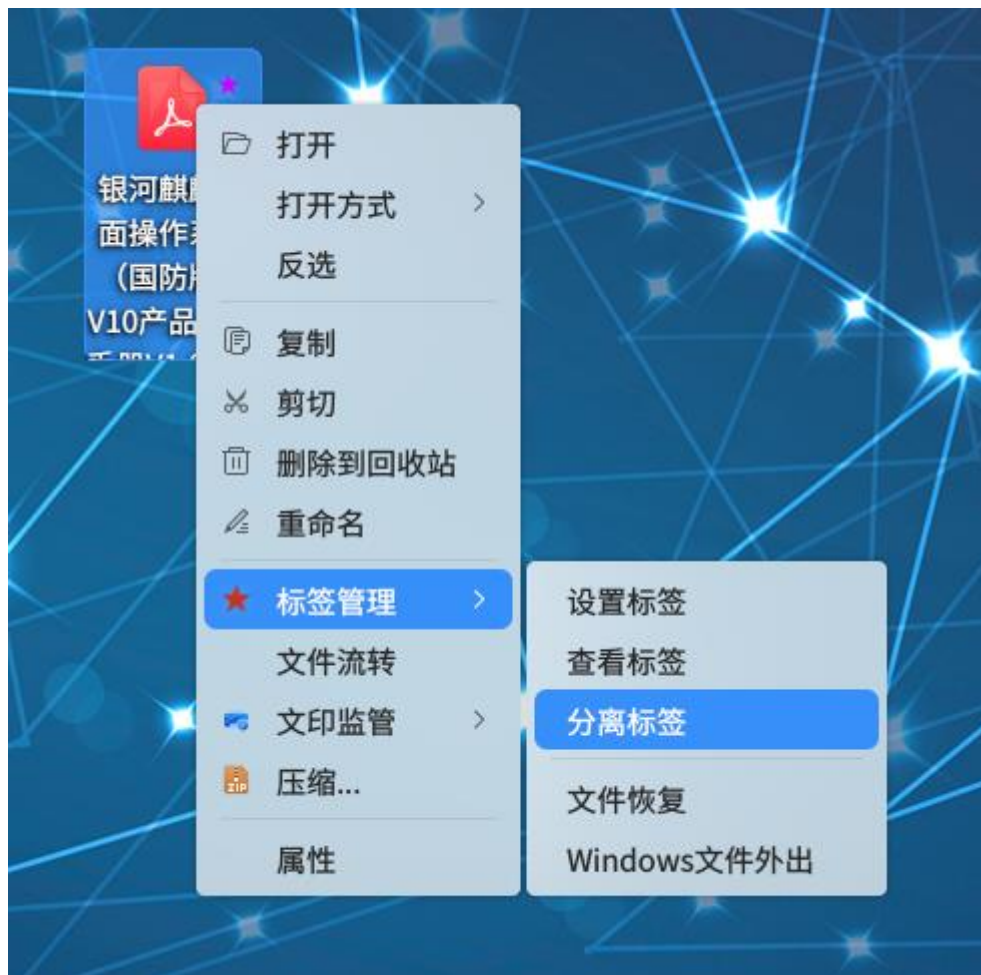 银河麒
面操作
（国防
V10产品
打开
打开方式
反选
复制
剪切
删除到回收站
重命名
标签管理
文件流转
文印监管
ZIP
压缩...
属性
设置标签
查看标签
分离标签
文件恢复
Windows文件外出